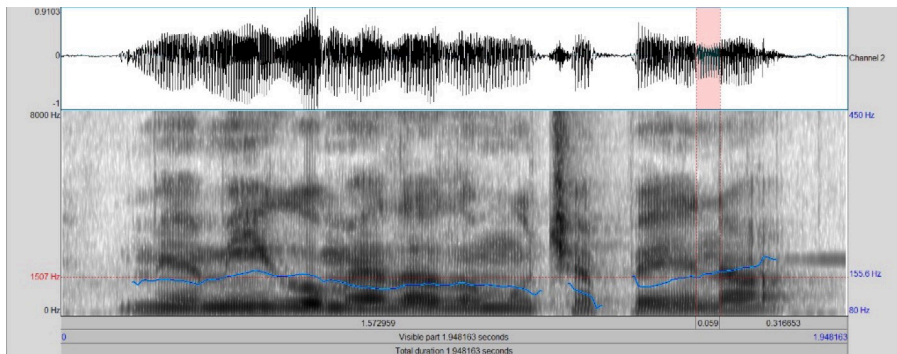 0.9103
0
-1
Channel 2
8000 Hz
450 Hz
1507 Hz
155.6 Hz
0 Hz
80 Hz
1.572959 0.059 0.316653
0 Visible part 1.948163 seconds 1.948163
Total duration 1.948163 seconds